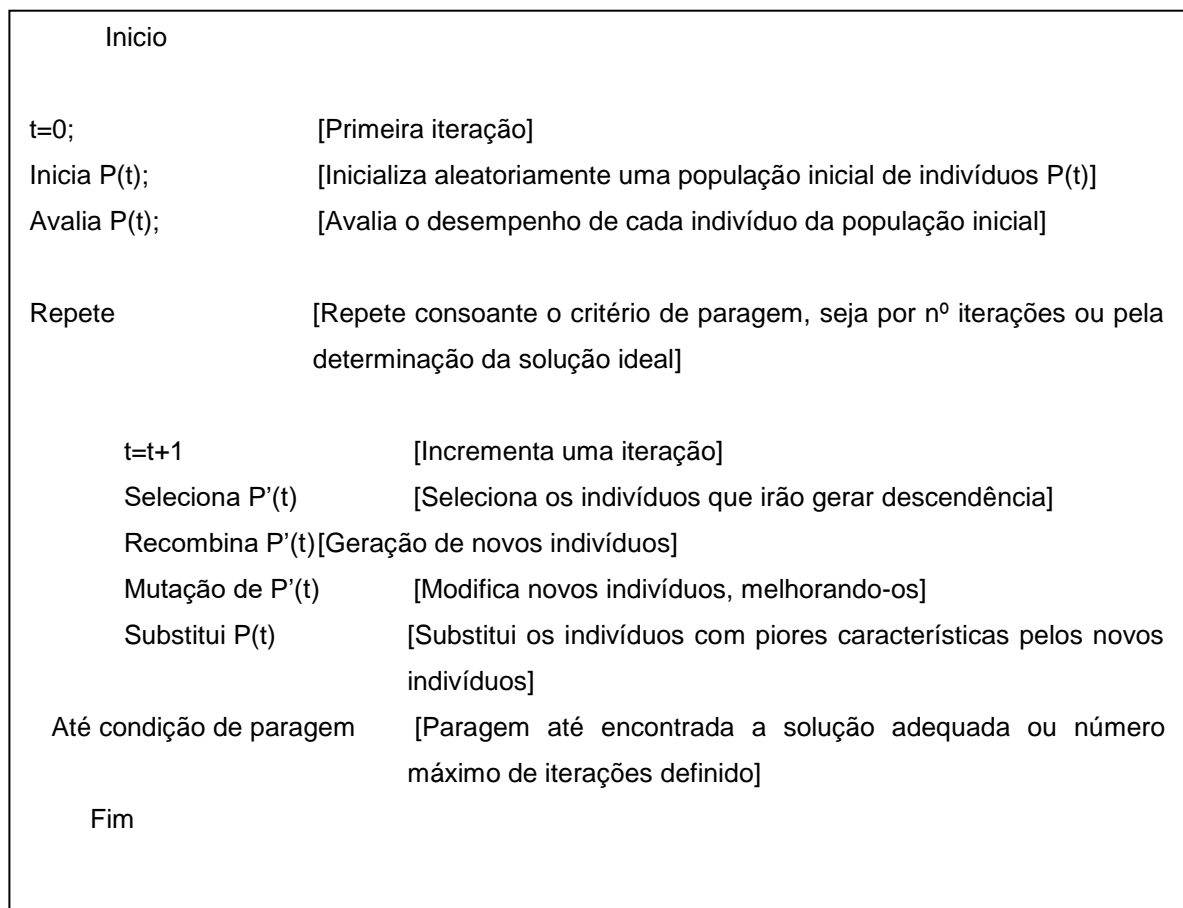 Inicio
t=0; [Primeira iteração]
Inicia P(t); [Inicializa aleatoriamente uma população inicial de indivíduos P(t)]
Avalia P(t); [Avalia o desempenho de cada indivíduo da população inicial]
Repete [Repete consoante o critério de paragem, seja por nº iterações ou pela
determinação da solução ideal]
t=t+1 [Incrementa uma iteração]
Seleciona P’(t) [Seleciona os indivíduos que irão gerar descendência]
Recombina P’(t)[Geração de novos indivíduos]
Mutação de P’(t) [Modifica novos indivíduos, melhorando-os]
Substitui P(t) [Substitui os indivíduos com piores características pelos novos
indivíduos]
Até condição de paragem [Paragem até encontrada a solução adequada ou número
máximo de iterações definido]
Fim